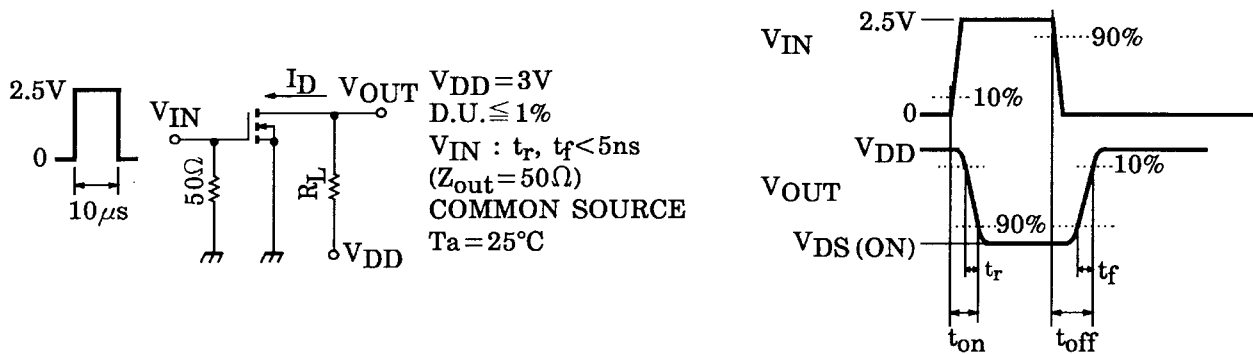 2.5V
0
10μs
VIN
50Ω
ID
VOUT
RL
VDD
VDD=3V
D.U.≦1%
VIN : tr, tf<5ns
(Zout=50Ω)
COMMON SOURCE
Ta=25°C
VIN
2.5V
90%
10%
0
VDD
10%
VOUT
90%
VDS (ON)
tr
tf
ton
toff